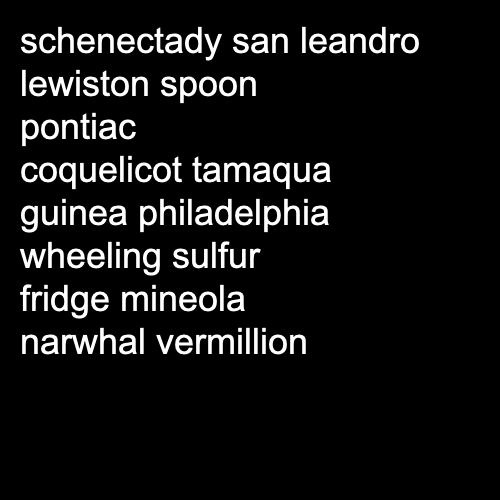 schenectady san leandro
lewiston spoon
pontiac
coquelicot tamaqua
guinea philadelphia
wheeling sulfur
fridge mineola
narwhal vermillion